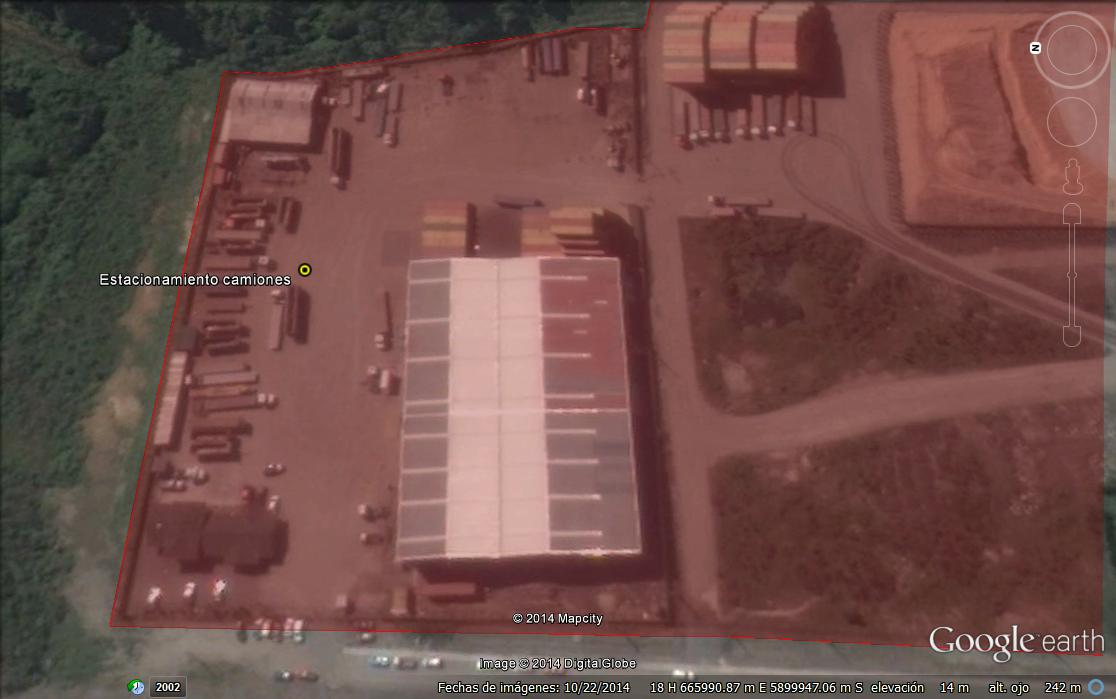 N
Estacionamiento camiones
© 2014 Mapcity
Google earth
Image © 2014 DigitalGlobe
2002
Fechas de imágenes: 10/22/2014 18 H 665990.87 m E 5899947.06 m S elevación 14 m alt. ojo 242 m